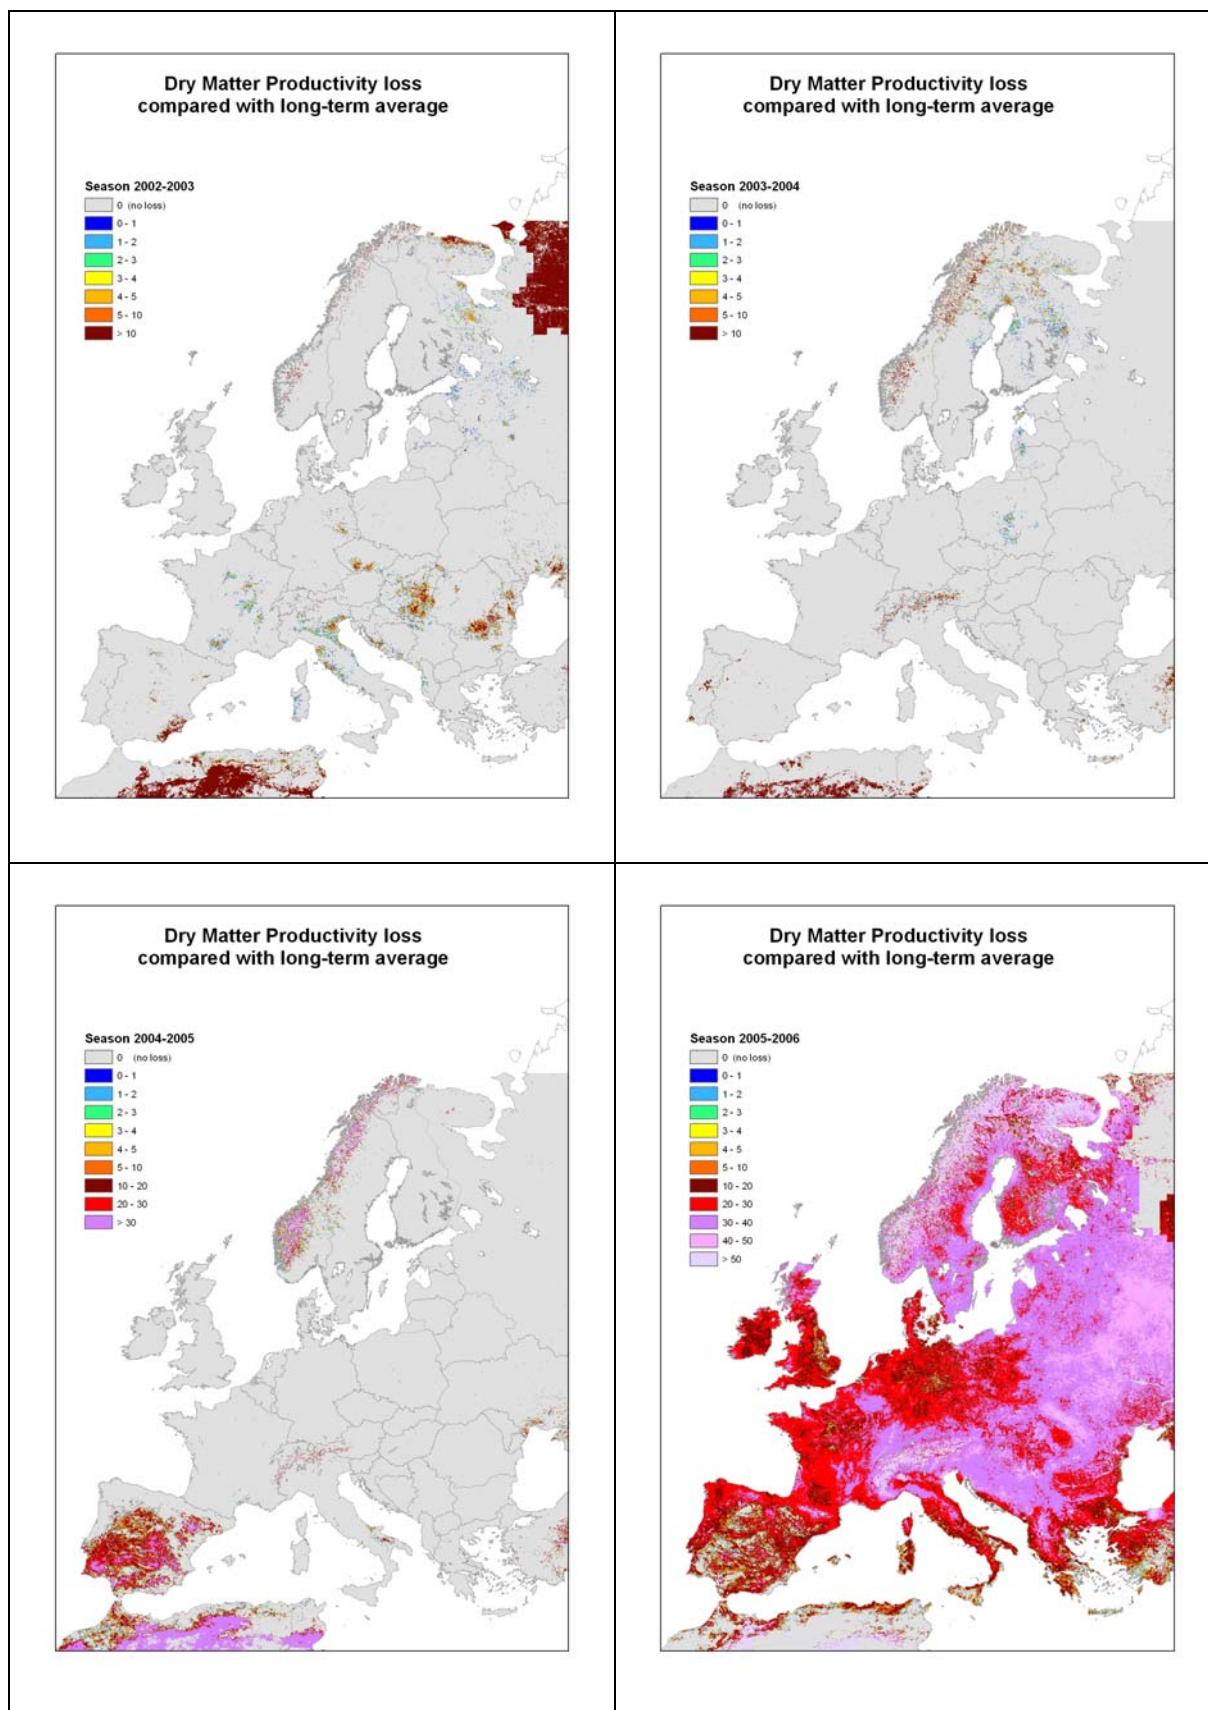 Dry Matter Productivity loss
compared with long-term average
Season 2002-2003
0 (no loss)
0 - 1
1 - 2
2 - 3
3 - 4
4 - 5
5 - 10
> 10
Dry Matter Productivity loss
compared with long-term average
Season 2003-2004
0 (no loss)
0 - 1
1 - 2
2 - 3
3 - 4
4 - 5
5 - 10
> 10
Dry Matter Productivity loss
compared with long-term average
Season 2004-2005
0 (no loss)
0 - 1
1 - 2
2 - 3
3 - 4
4 - 5
5 - 10
10 - 20
20 - 30
> 30
Dry Matter Productivity loss
compared with long-term average
Season 2005-2006
0 (no loss)
0 - 1
1 - 2
2 - 3
3 - 4
4 - 5
5 - 10
10 - 20
20 - 30
30 - 40
40 - 50
> 50